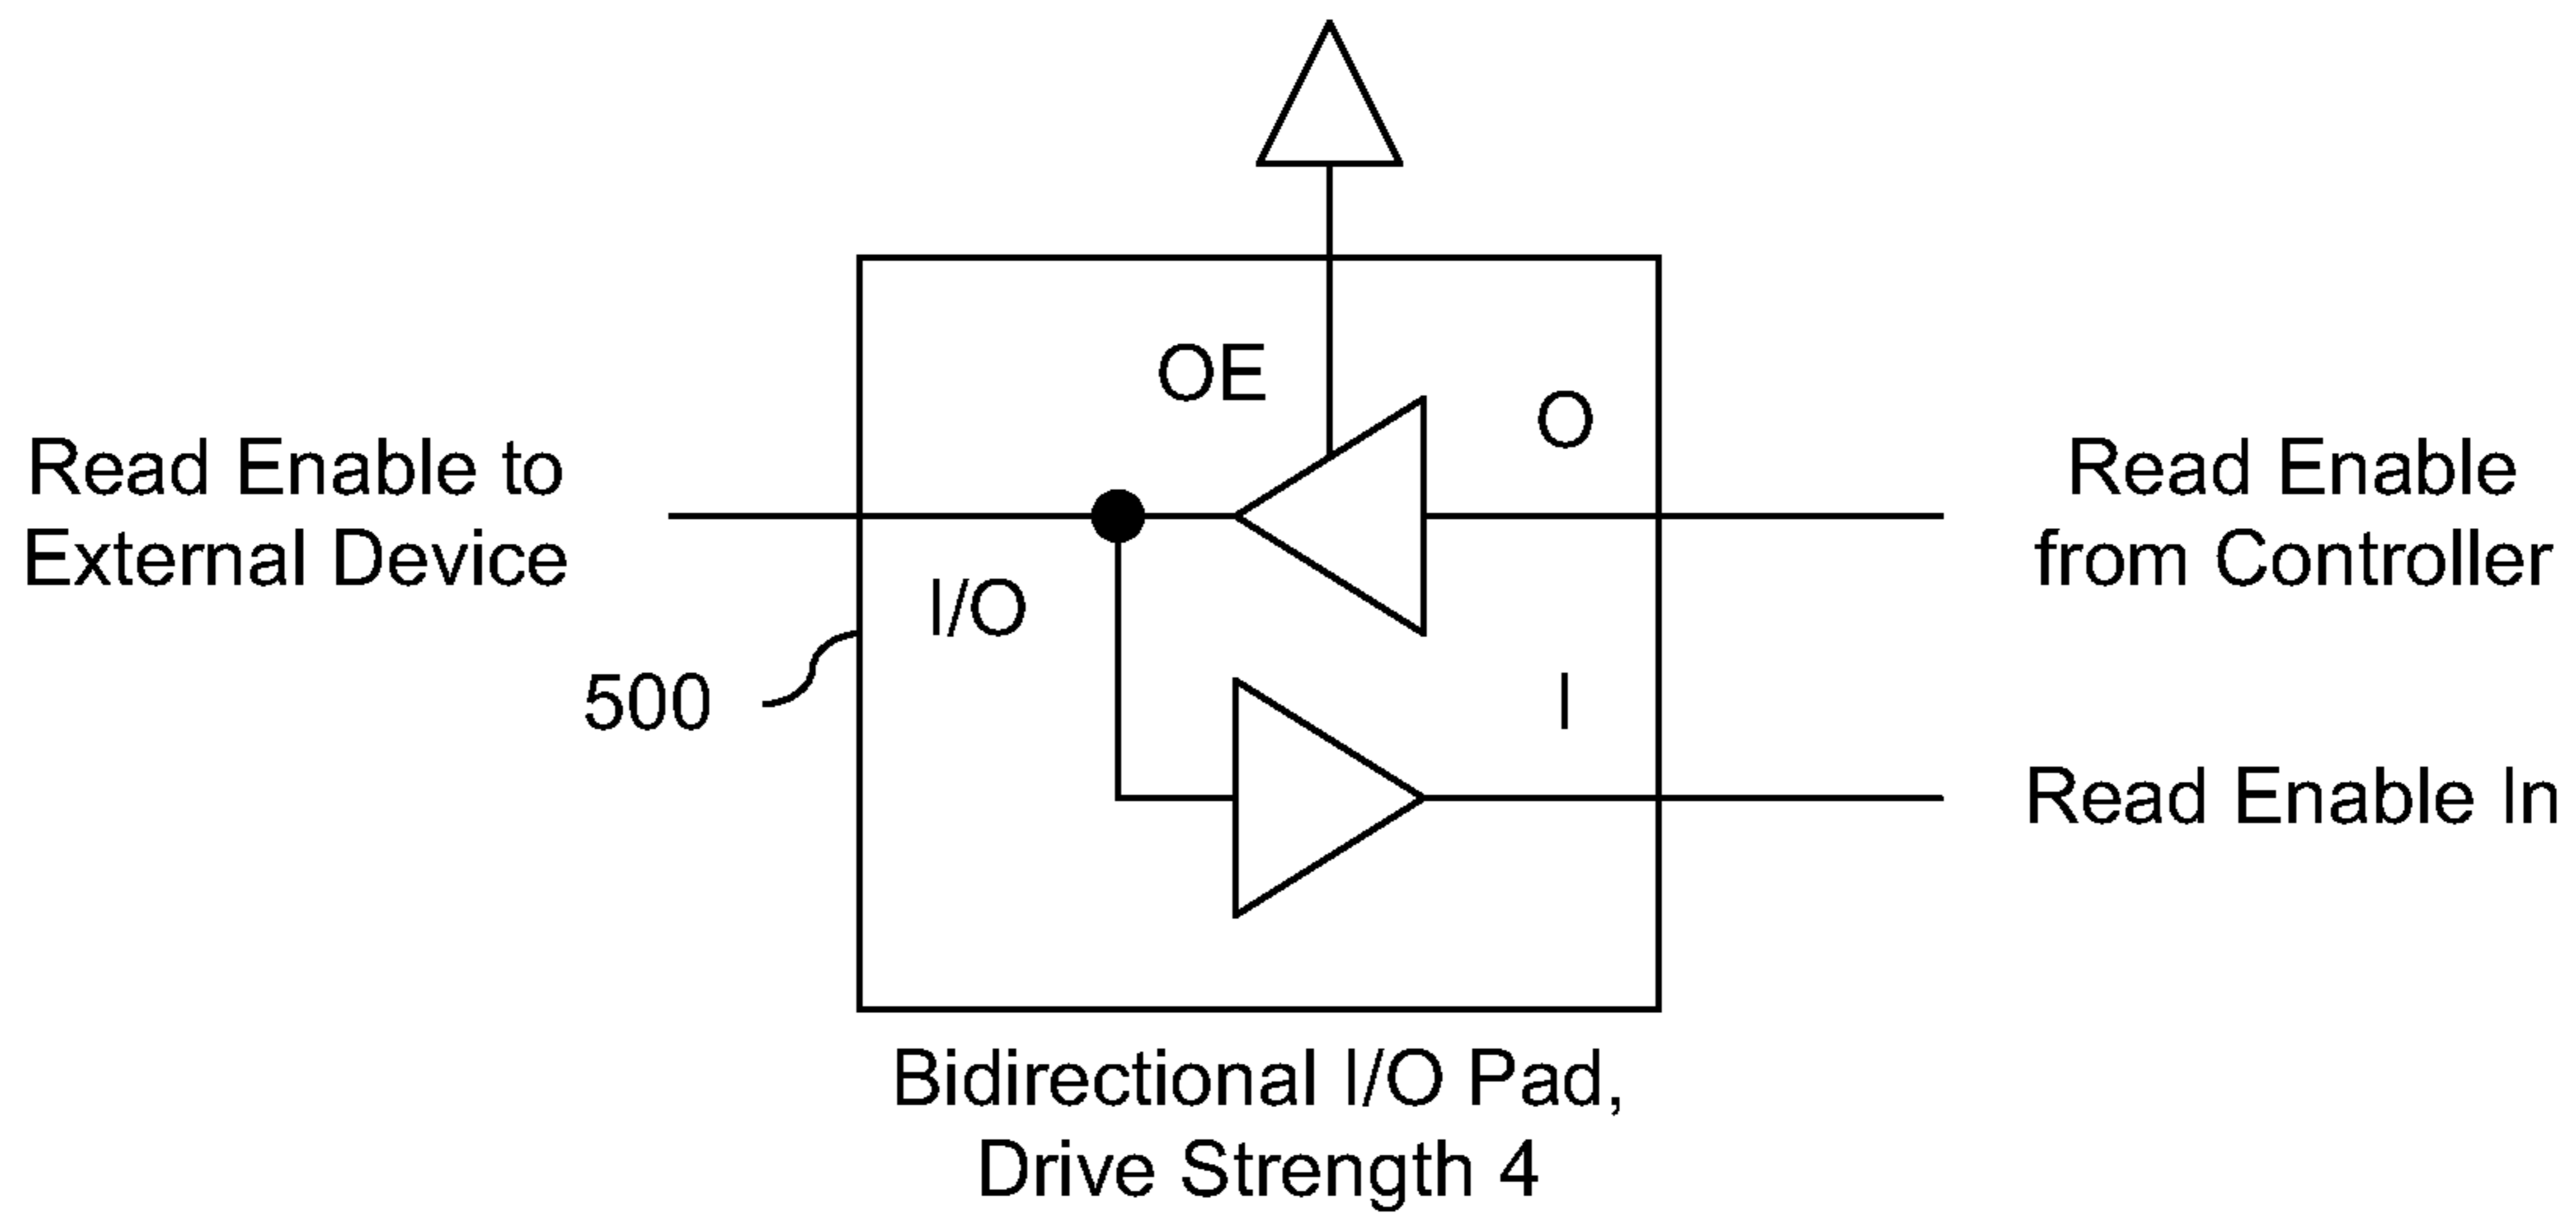 OE
O
Read Enable to
External Device
Read Enable
from Controller
I/O
500
I
Read Enable In
Bidirectional I/O Pad,
Drive Strength 4